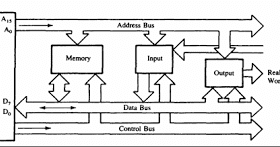 A15
A0
Address Bus
Memory
Input
Output
Real
Wor
D7
D0
Data Bus
Control Bus